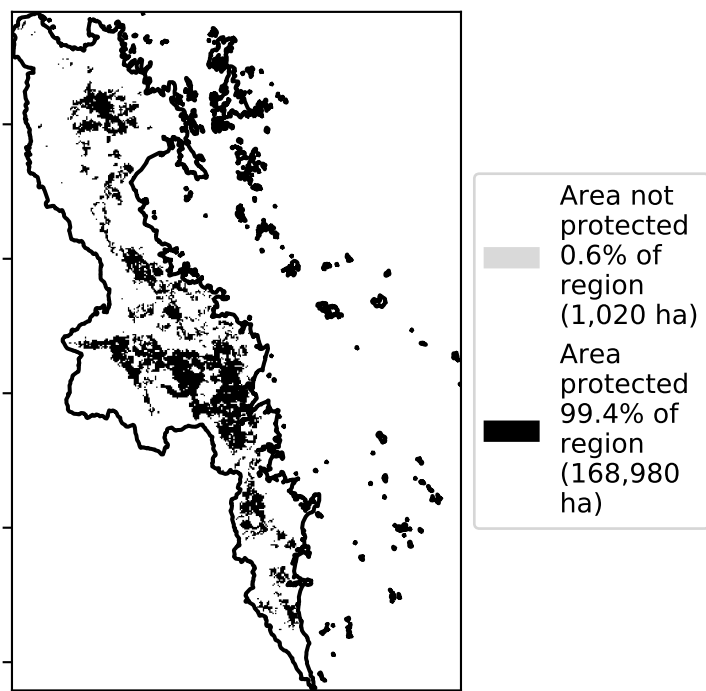 Area not
protected
0.6% of
region
(1,020 ha)
Area
protected
99.4% of
region
(168,980
ha)